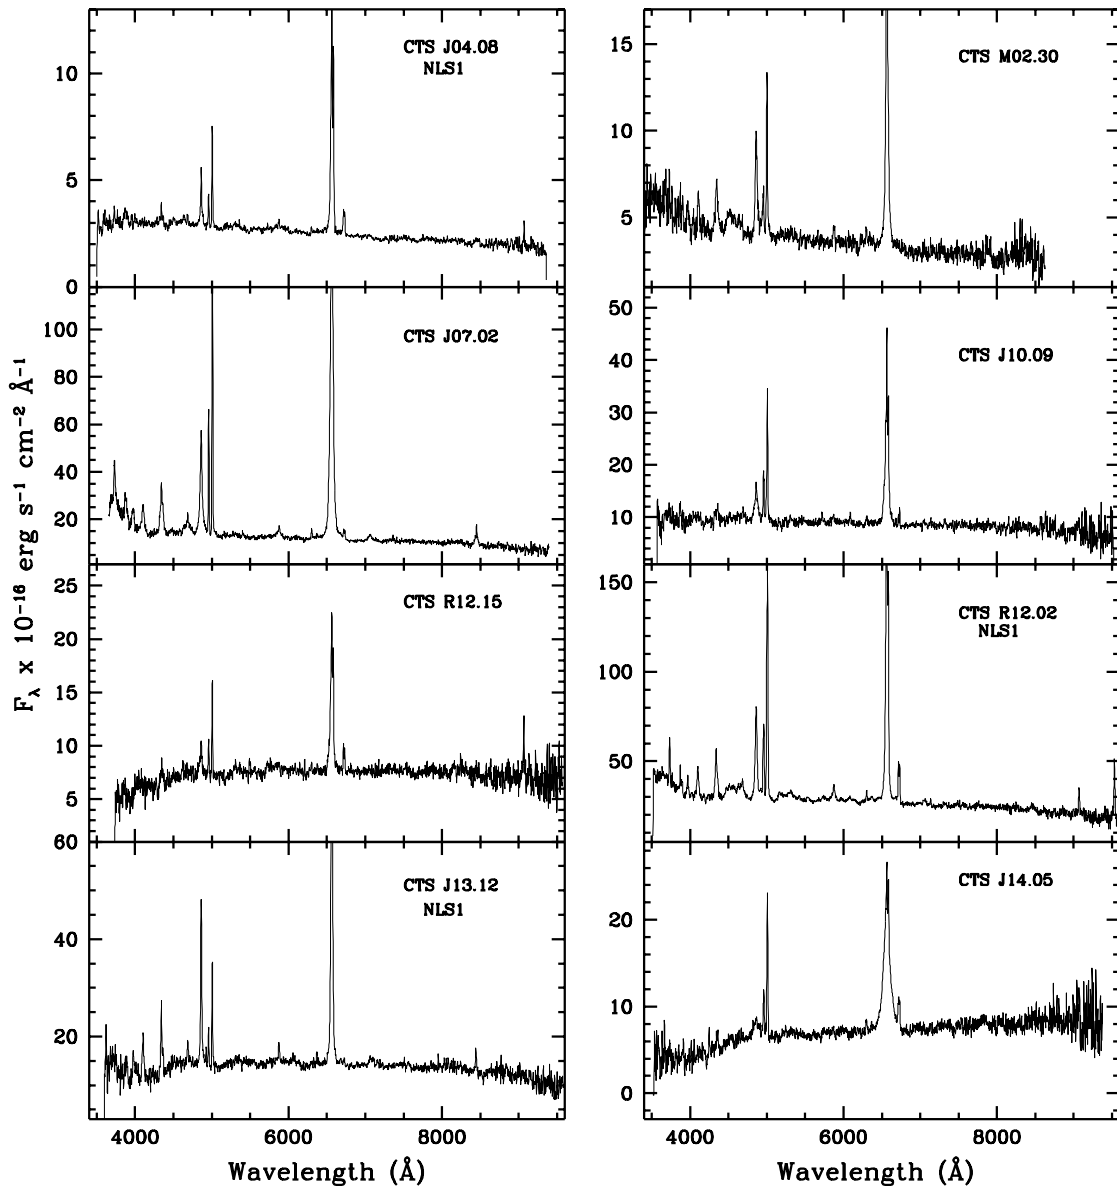 CTS J04.08
NLS1
10
5
0
CTS M02.30
15
10
5
CTS J07.02
100
80
60
40
20
CTS J10.09
50
40
30
20
10
CTS R12.15
25
20
15
10
5
CTS R12.02
NLS1
150
100
50
CTS J13.12
NLS1
60
40
20
CTS J14.05
20
10
0
F_λ x 10⁻¹⁶ erg s⁻¹ cm⁻² Å⁻¹
4000 6000 8000
4000 6000 8000
Wavelength (Å)
Wavelength (Å)